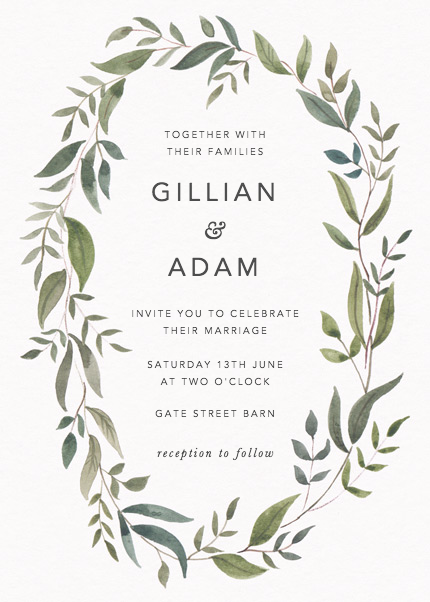 TOGETHER WITH
THEIR FAMILIES
GILLIAN
&
ADAM
INVITE YOU TO CELEBRATE
THEIR MARRIAGE
SATURDAY 13TH JUNE
AT TWO O'CLOCK
GATE STREET BARN
reception to follow